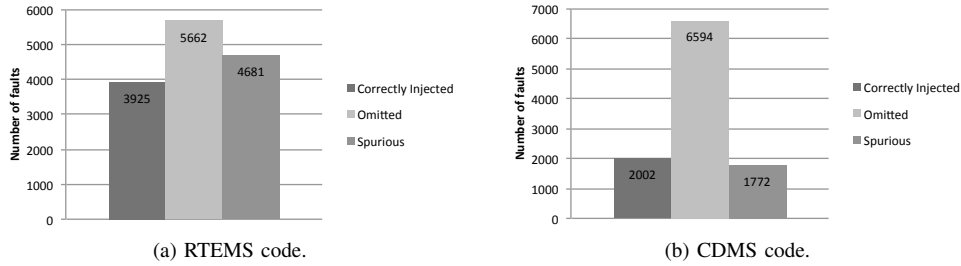 6000
5000
4000
3000
2000
1000
0
Number of faults
3925
5662
4681
Correctly Injected
Omitted
Spurious
(a) RTEMS code.
7000
6000
5000
4000
3000
2000
1000
0
Number of faults
2002
6594
1772
Correctly Injected
Omitted
Spurious
(b) CDMS code.